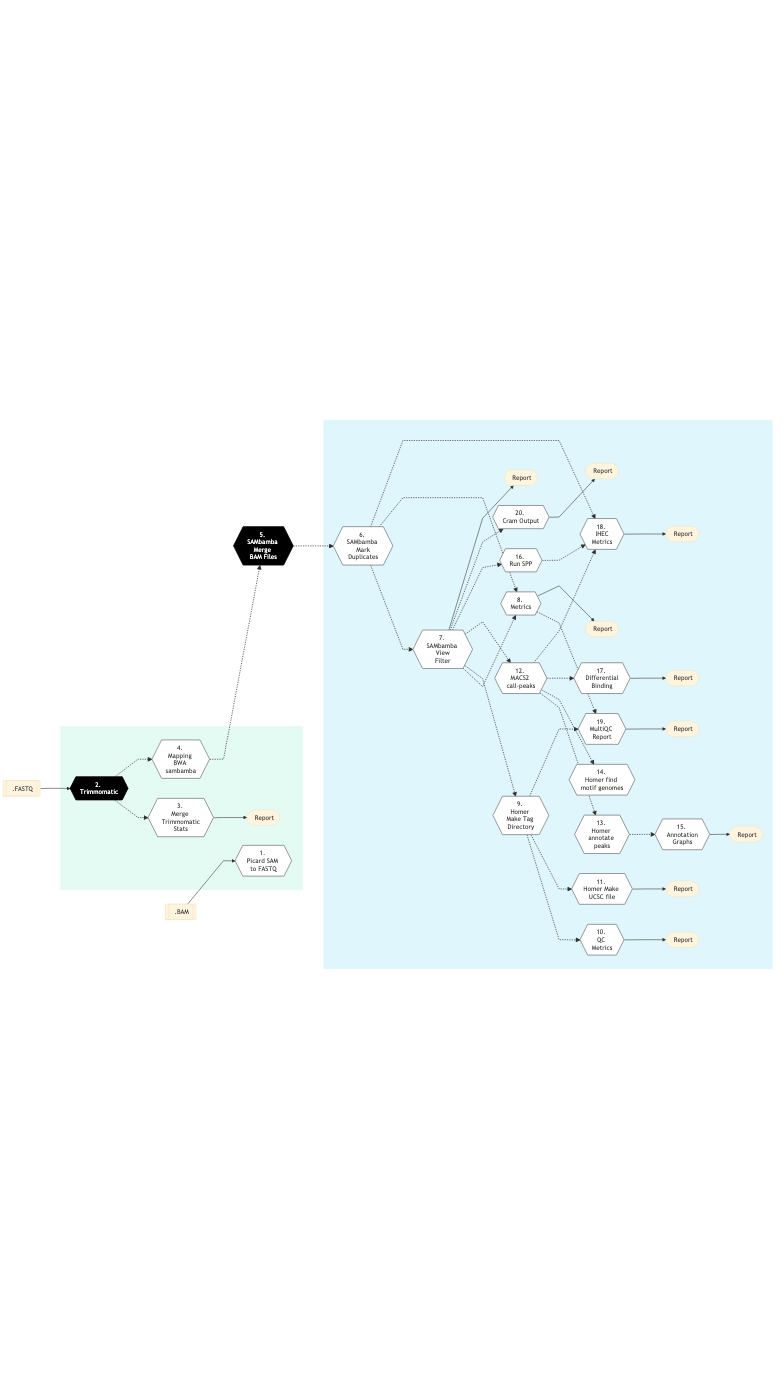 .FASTQ
2.
Trimmomatic
4.
Mapping
BWA
sambamba
3.
Merge
Trimmomatic
Stats
Report
1.
Picard SAM
to FASTQ
.BAM
5.
SAMbamba
Merge
BAM Files
6.
SAMbamba
Mark
Duplicates
7.
SAMbamba
View
Filter
Report
20.
Cram Output
Report
16.
Run SPP
18.
IHEC
Metrics
Report
8.
Metrics
Report
12.
MACS2
call-peaks
17.
Differential
Binding
Report
19.
MultiQC
Report
Report
14.
Homer find
motif genomes
9.
Homer
Make Tag
Directory
13.
Homer
annotate
peaks
15.
Annotation
Graphs
Report
11.
Homer Make
UCSC file
Report
10.
QC
Metrics
Report